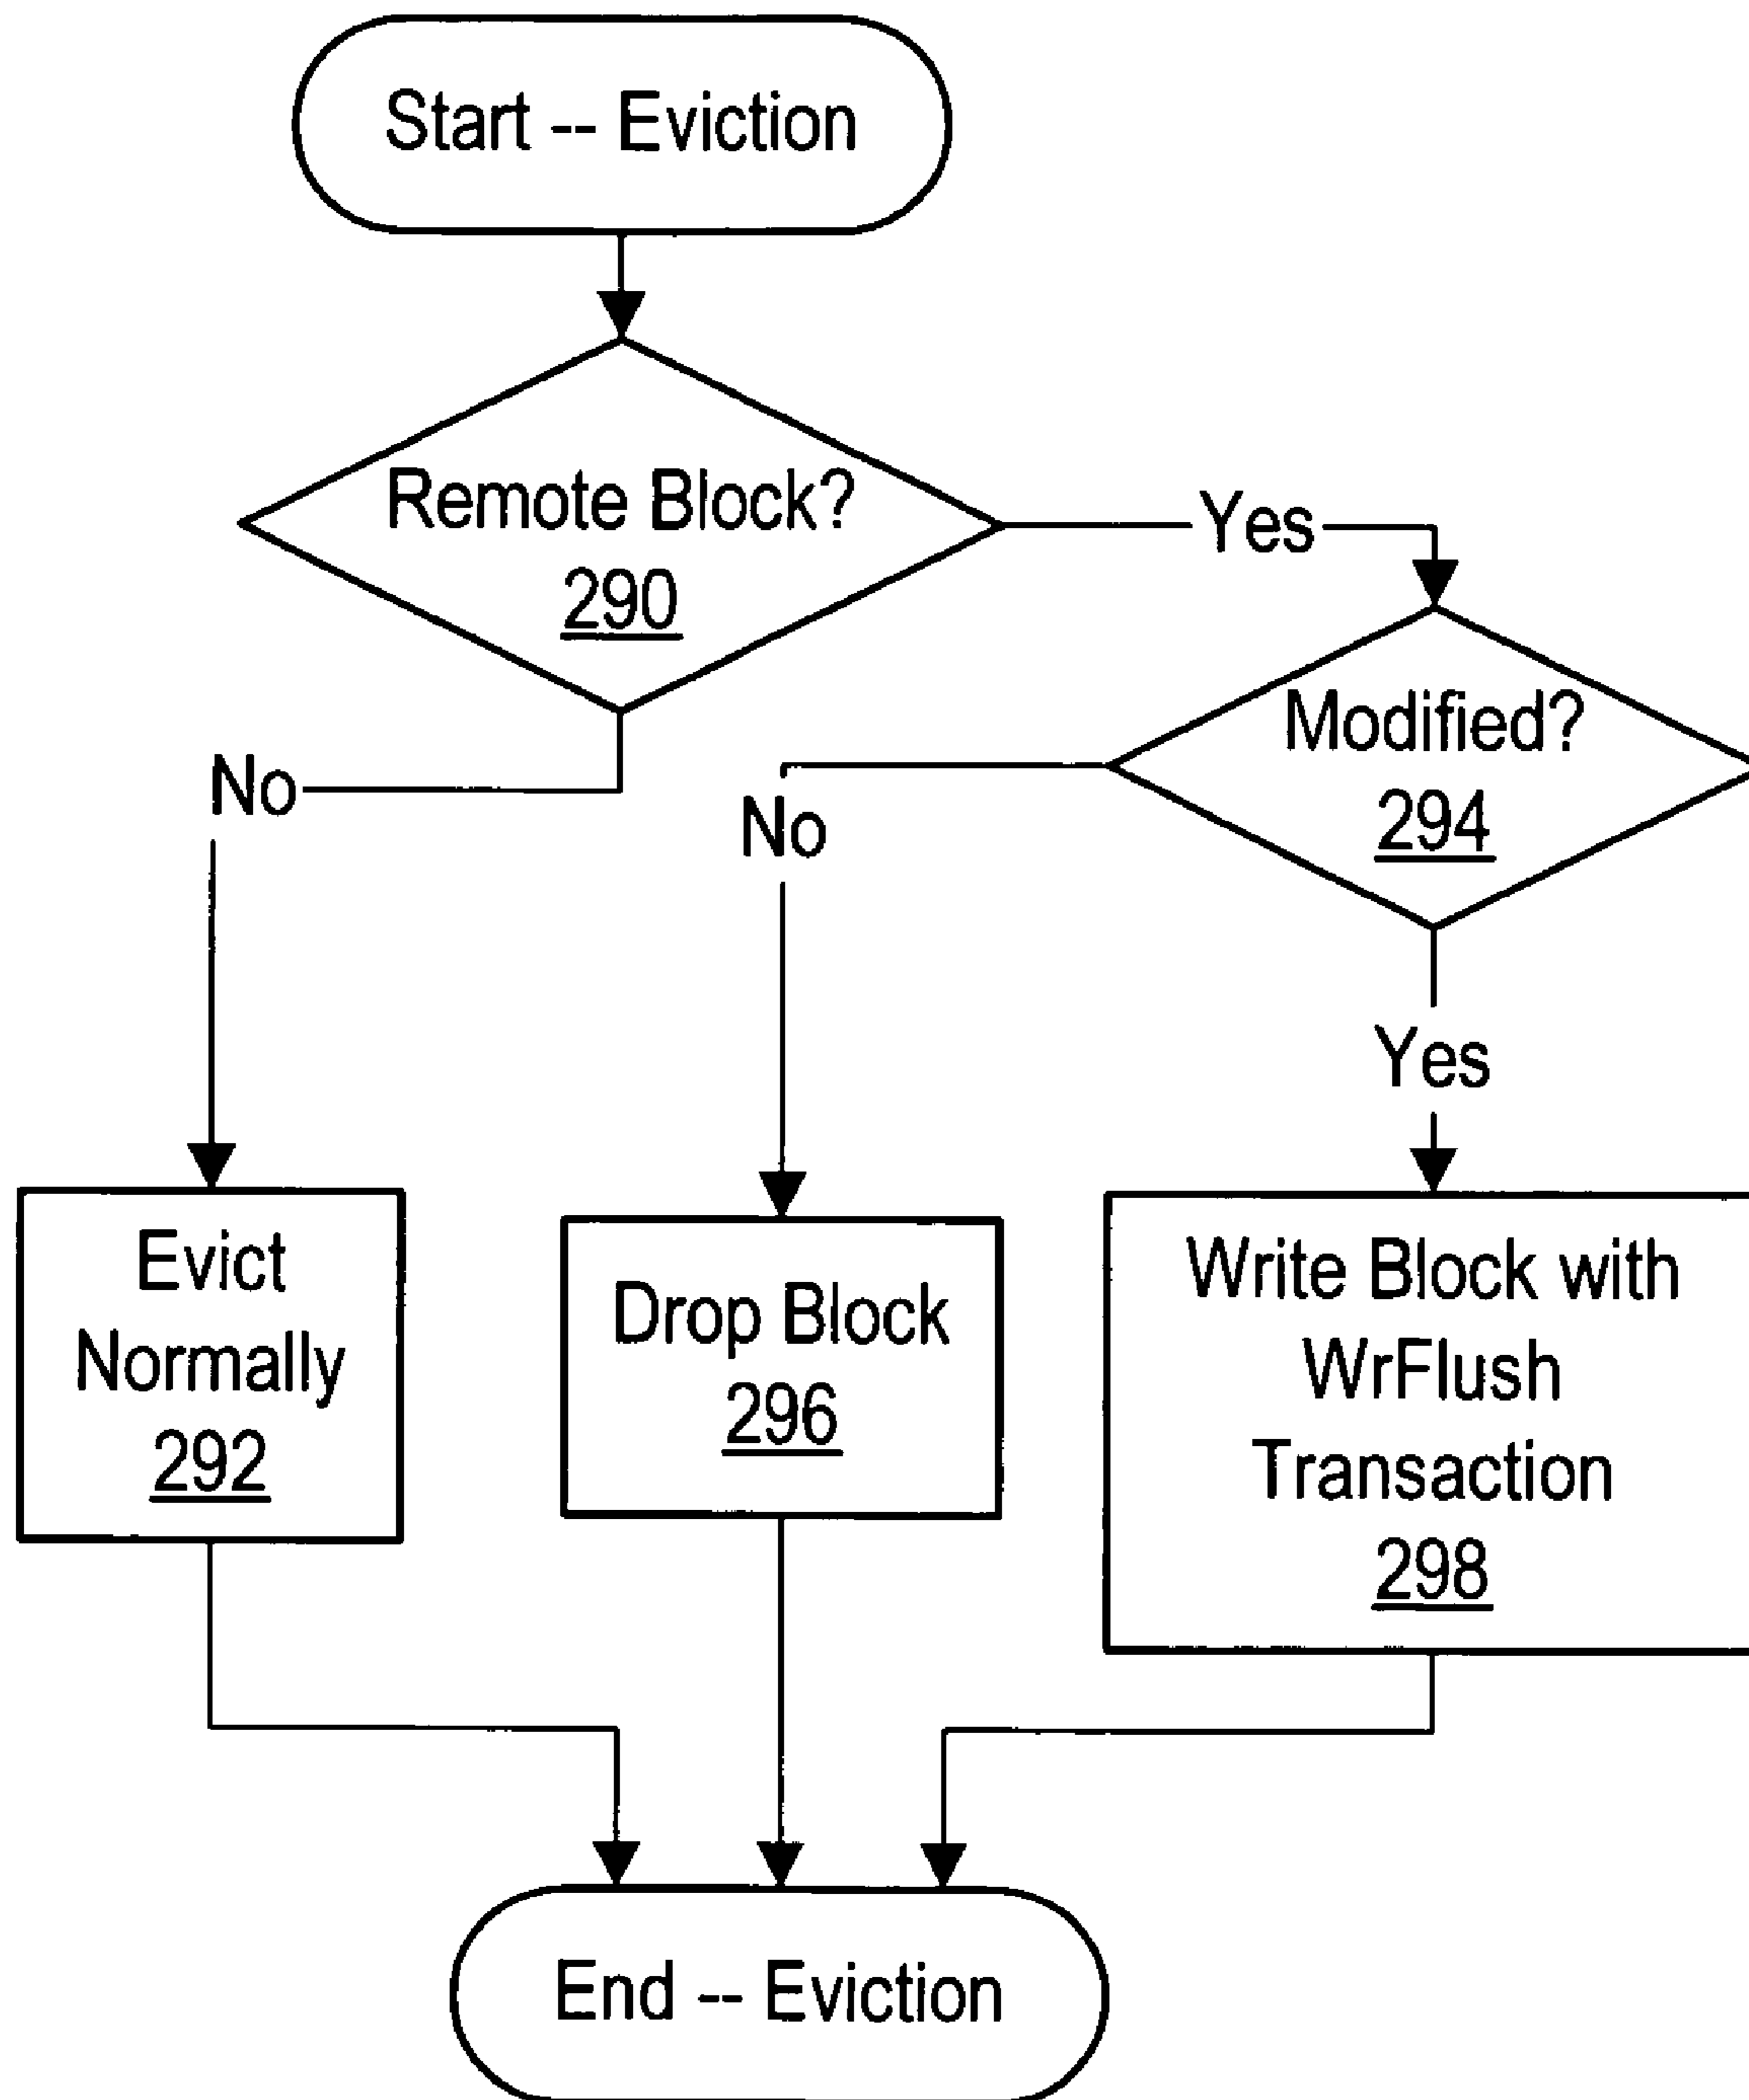 Start -- Eviction
Remote Block?
290
Yes
Modified?
294
No
No
Yes
Evict
Normally
292
Drop Block
296
Write Block with
WrFlush
Transaction
298
End -- Eviction